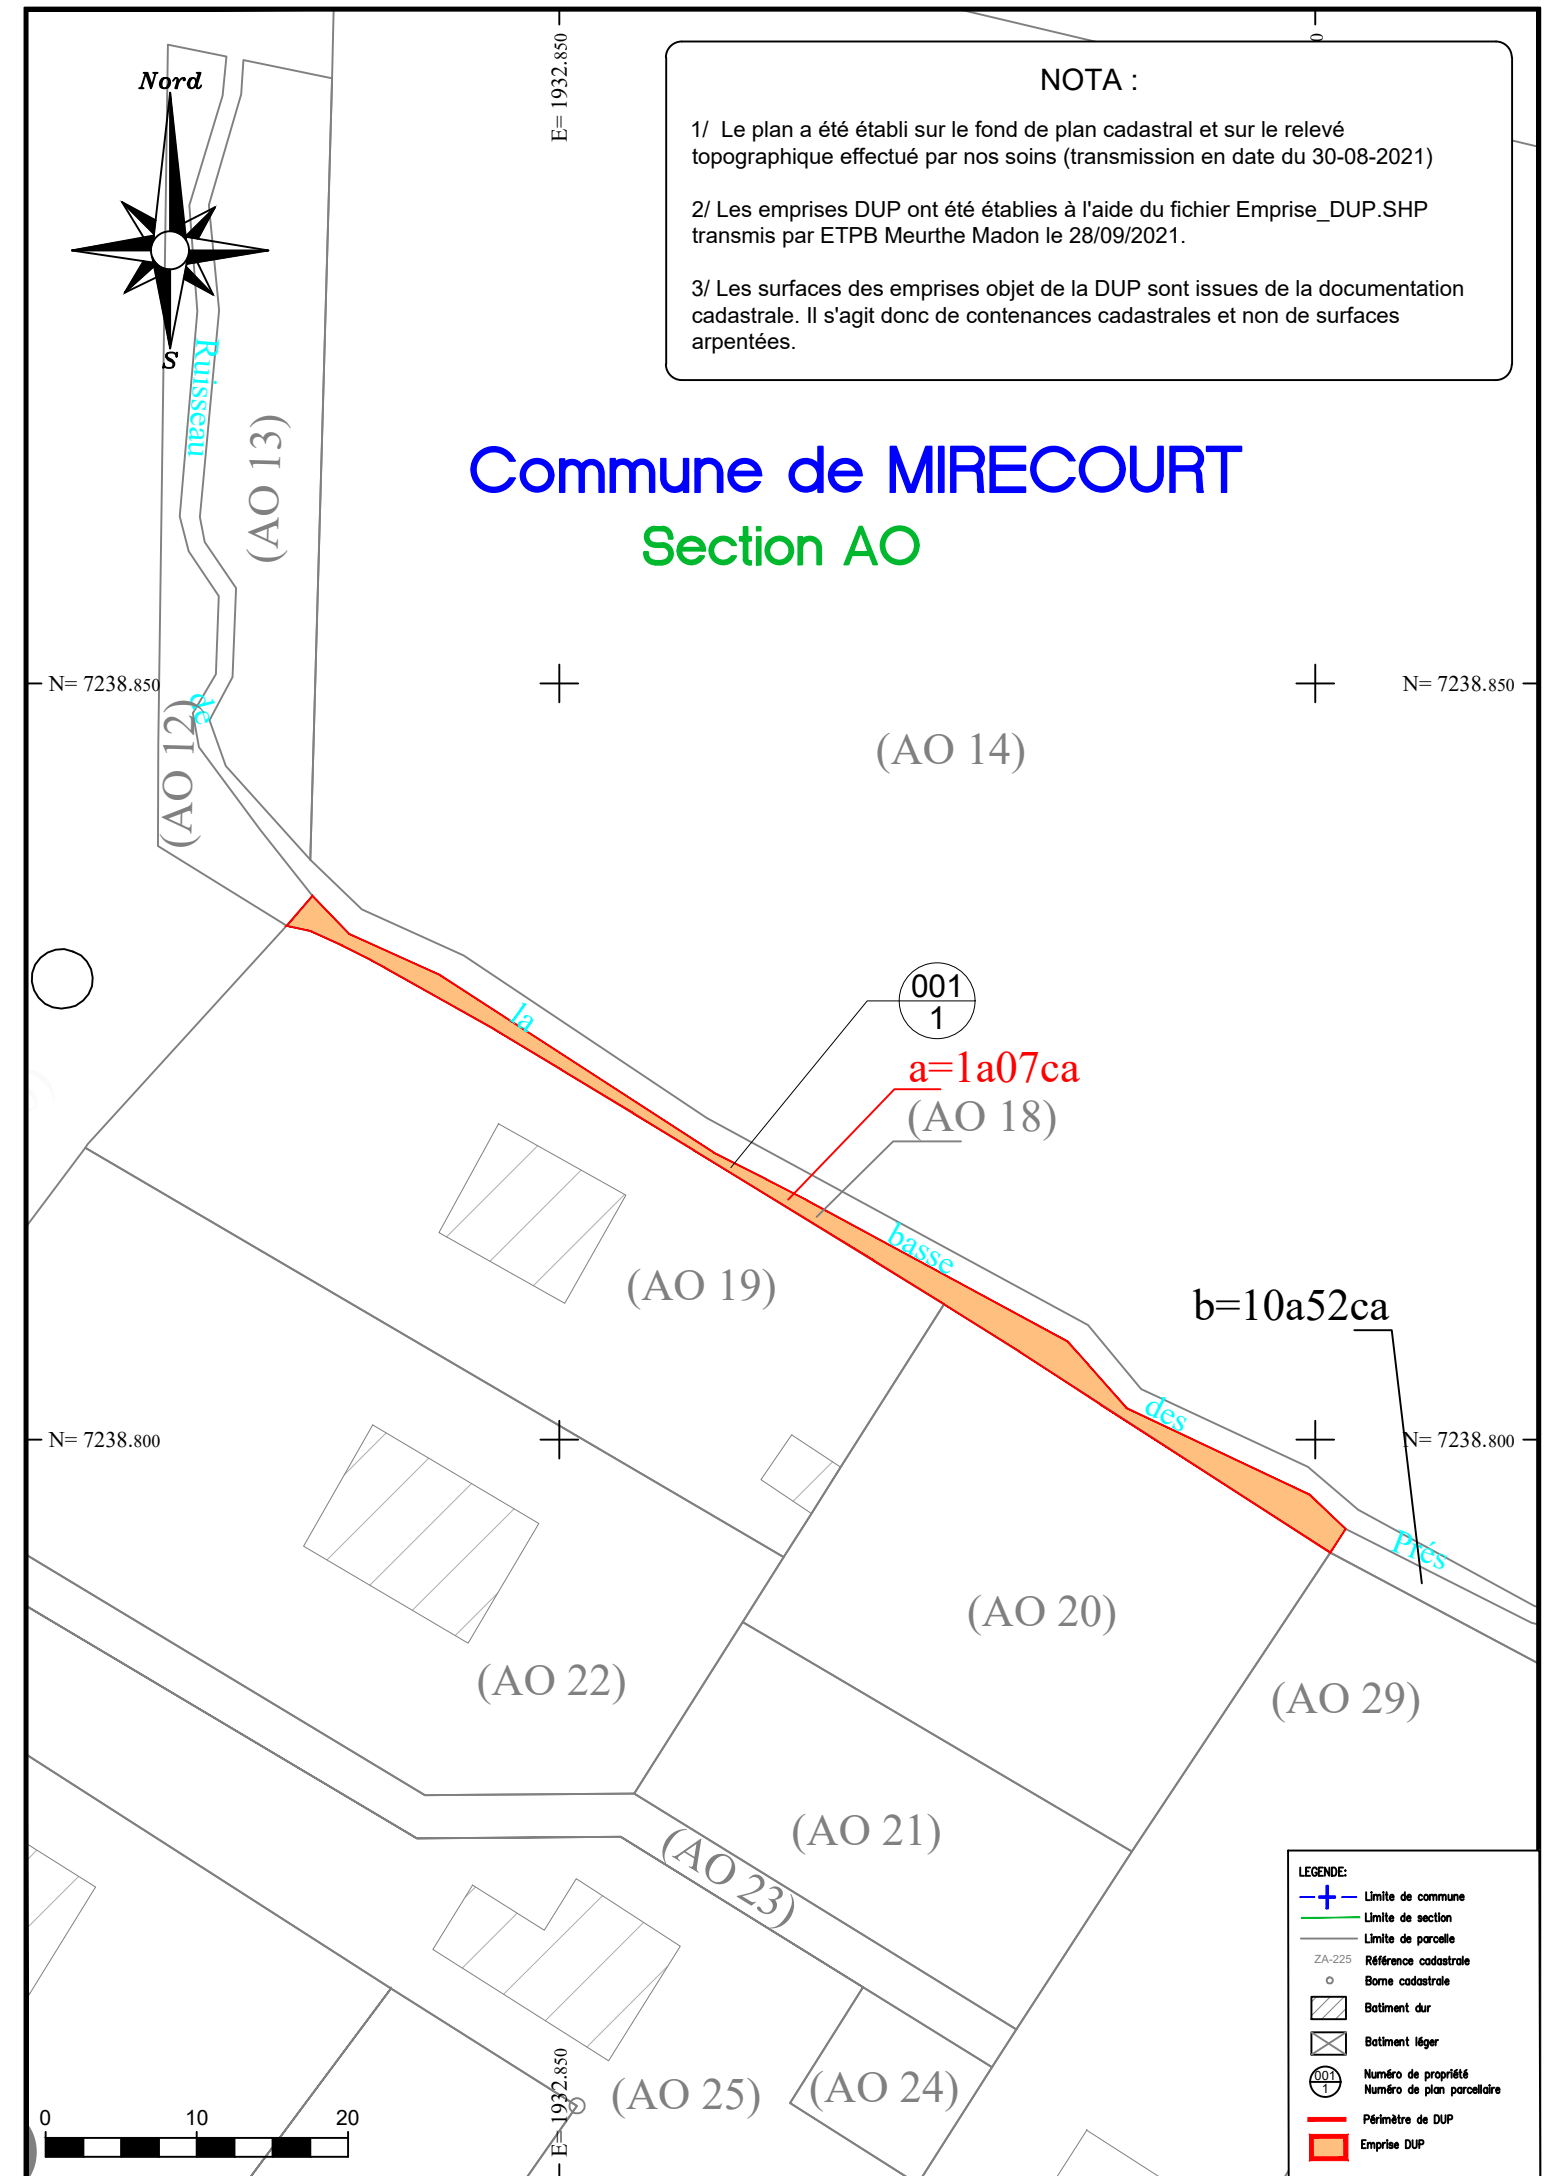 Nord
S
E= 1932.850
0
NOTA :
1/ Le plan a été établi sur le fond de plan cadastral et sur le relevé
topographique effectué par nos soins (transmission en date du 30-08-2021)
2/ Les emprises DUP ont été établies à l'aide du fichier Emprise_DUP.SHP
transmis par ETPB Meurthe Madon le 28/09/2021.
3/ Les surfaces des emprises objet de la DUP sont issues de la documentation
cadastrale. Il s'agit donc de contenances cadastrales et non de surfaces
arpentées.
Commune de MIRECOURT
Section AO
Ruisseau
(AO 13)
N= 7238.850
N= 7238.850
de
(AO 12)
(AO 14)
001
1
la
a=1a07ca
(AO 18)
basse
(AO 19)
b=10a52ca
des
N= 7238.800
N= 7238.800
Prés
(AO 20)
(AO 22)
(AO 29)
(AO 21)
(AO 23)
(AO 25)
(AO 24)
E= 1932.850
0 10 20
LEGENDE:
Limite de commune
Limite de section
Limite de parcelle
ZA-225 Référence cadastrale
Borne cadastrale
Batiment dur
Batiment léger
001
1
Numéro de propriété
Numéro de plan parcellaire
Périmètre de DUP
Emprise DUP